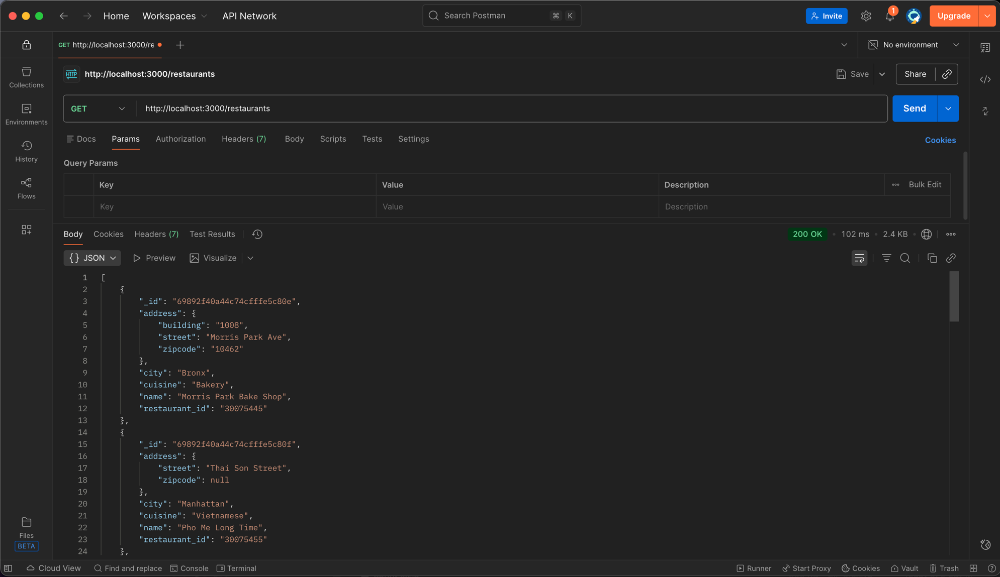 Home Workspaces API Network Search Postman ⌘ K Invite 1 Upgrade
GET http://localhost:3000/re No environment
HTTP http://localhost:3000/restaurants Save Share
Collections
GET http://localhost:3000/restaurants Send
Environments
Docs Params Authorization Headers (7) Body Scripts Tests Settings Cookies
History
Query Params
Key Value Description Bulk Edit
Flows
Key Value Description
Body Cookies Headers (7) Test Results 200 OK • 102 ms • 2.4 KB •
{} JSON Preview Visualize
1 [
2 {
3 "_id": "69892f40a44c74cfffe5c80e",
4 "address": {
5 "building": "1008",
6 "street": "Morris Park Ave",
7 "zipcode": "10462"
8 },
9 "city": "Bronx",
10 "cuisine": "Bakery",
11 "name": "Morris Park Bake Shop",
12 "restaurant_id": "30075445"
13 },
14 {
15 "_id": "69892f40a44c74cfffe5c80f",
16 "address": {
17 "street": "Thai Son Street",
18 "zipcode": null
19 },
20 "city": "Manhattan",
21 "cuisine": "Vietnamese",
22 "name": "Pho Me Long Time",
23 "restaurant_id": "30075455"
24 },
Files
BETA
Cloud View Find and replace Console Terminal Runner Start Proxy Cookies Vault Trash